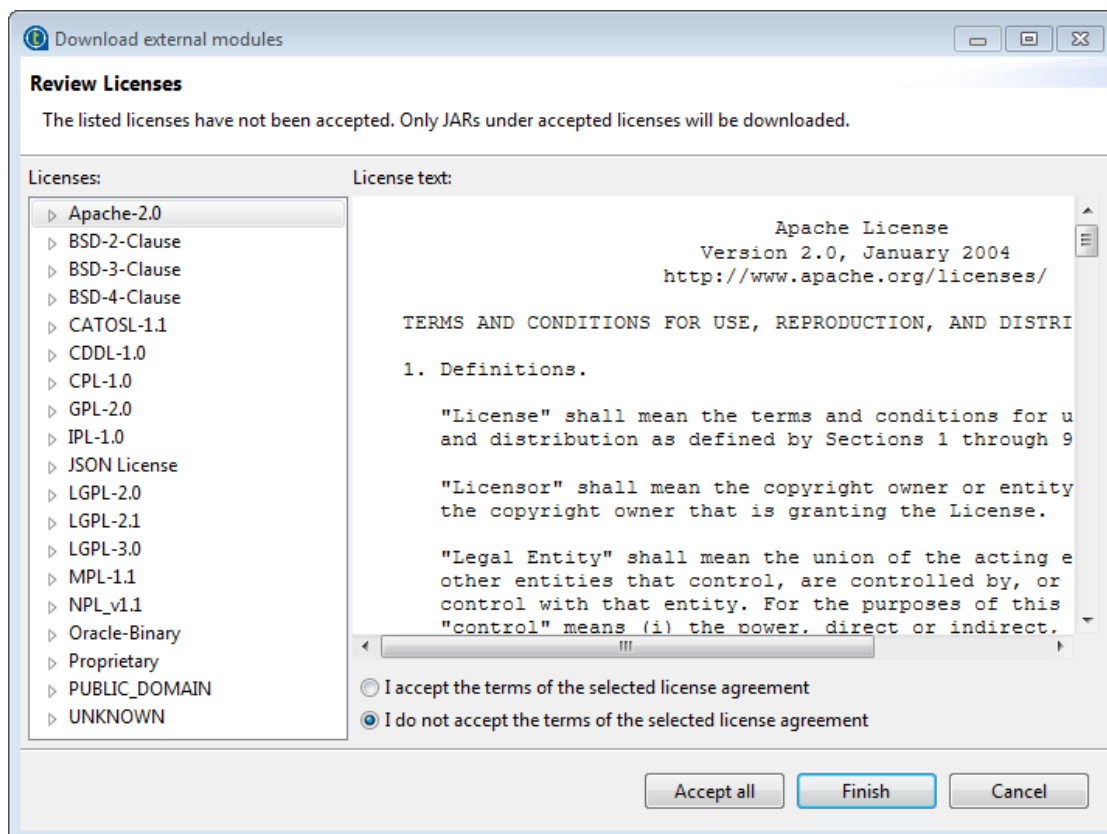 Download external modules
Review Licenses
The listed licenses have not been accepted. Only JARs under accepted licenses will be downloaded.
Licenses:
Apache-2.0
BSD-2-Clause
BSD-3-Clause
BSD-4-Clause
CATOSL-1.1
CDDL-1.0
CPL-1.0
GPL-2.0
IPL-1.0
JSON License
LGPL-2.0
LGPL-2.1
LGPL-3.0
MPL-1.1
NPL_v1.1
Oracle-Binary
Proprietary
PUBLIC_DOMAIN
UNKNOWN
License text:
Apache License
Version 2.0, January 2004
http://www.apache.org/licenses/
TERMS AND CONDITIONS FOR USE, REPRODUCTION, AND DISTRI
1. Definitions.
"License" shall mean the terms and conditions for u
and distribution as defined by Sections 1 through 9
"Licensor" shall mean the copyright owner or entity
the copyright owner that is granting the License.
"Legal Entity" shall mean the union of the acting e
other entities that control, are controlled by, or
control with that entity. For the purposes of this
"control" means (i) the power, direct or indirect,
I accept the terms of the selected license agreement
I do not accept the terms of the selected license agreement
Accept all
Finish
Cancel